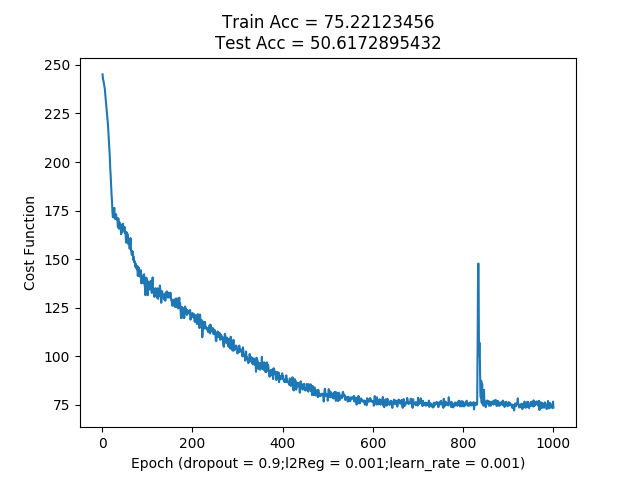 Train Acc = 75.22123456
Test Acc = 50.6172895432
250
225
200
175
150
125
100
75
Cost Function
0 200 400 600 800 1000
Epoch (dropout = 0.9;l2Reg = 0.001;learn_rate = 0.001)